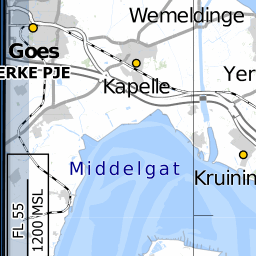 Wemeldinge
Goes
ERKE PJE
Yer
Kapelle
Middelgat
Kruinin
FL 55
1200 MSL